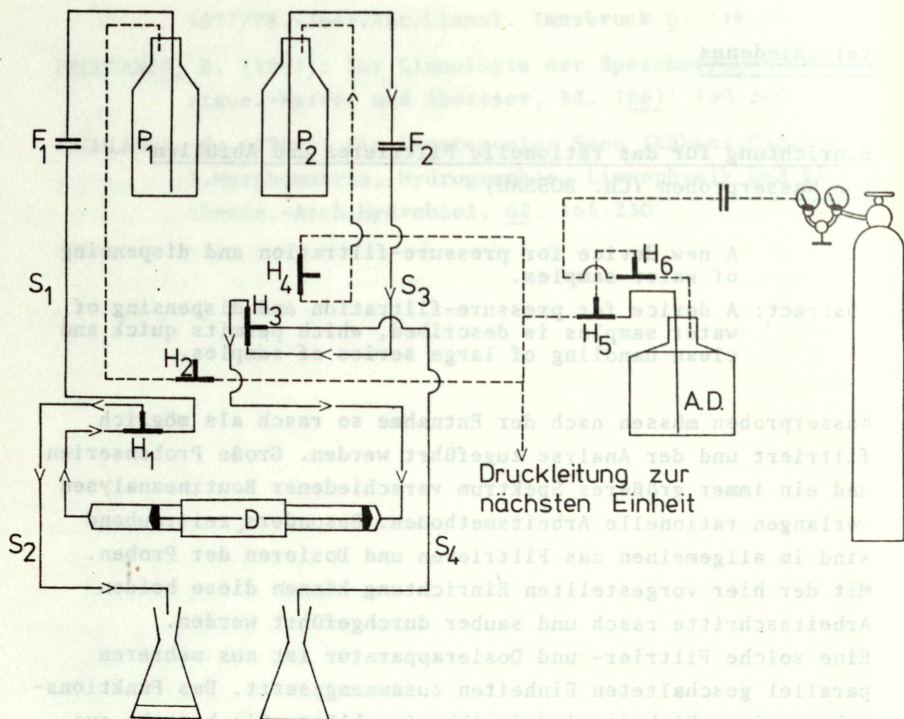 F1
P1
P2
F2
S1
H4
S3
H6
H3
H5
H2
A.D.
H1
D
Druckleitung zur
nächsten Einheit
S2
S4
Verschiedenes
Einrichtung für das rationelle Filtrieren und Abfüllen
von Wasserproben (Ch. SOSSAU)
A new device for pressure-filtration and dispensing
of water samples.
Abstract: A device for pressure-filtration and dispensing of
water samples is described, which permits quick and
clean handling of large series of samples.
Wasserproben müssen nach der Entnahme so rasch als möglich
filtriert und der Analyse zugeführt werden. Große Probenserien
und ein immer größeres Spektrum verschiedener Routineanalysen
verlangen rationelle Arbeitsmethoden.
sind im allgemeinen das Filtrieren und Dosieren der Proben.
Mit der hier vorgestellten Einrichtung können diese beiden
Arbeitsschritte rasch und sauber durchgeführt werden.
Eine solche Filtrier- und Dosierapparatur ist aus mehreren
parallel geschalteten Einheiten zusammengesetzt. Das Funktions-